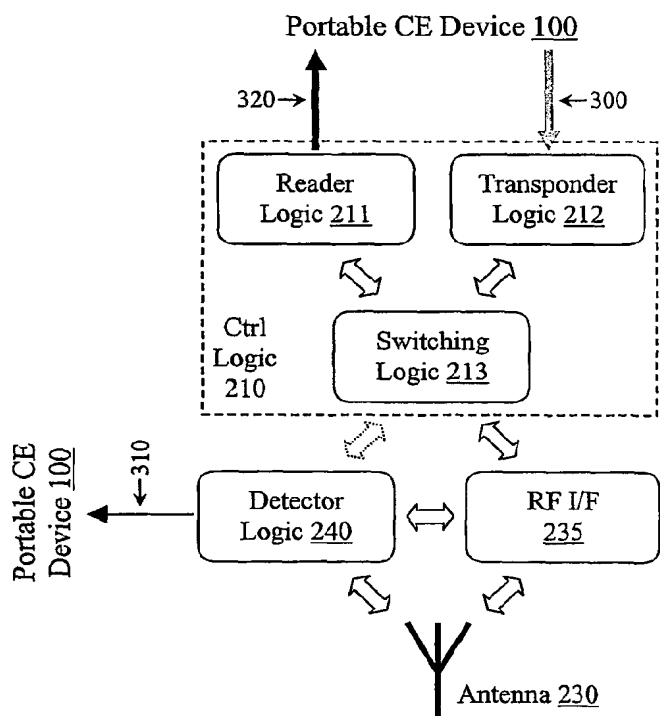 Portable CE Device 100
320
300
Reader
Logic 211
Transponder
Logic 212
Ctrl
Logic
210
Switching
Logic 213
310
Portable CE
Device 100
Detector
Logic 240
RF I/F
235
Antenna 230